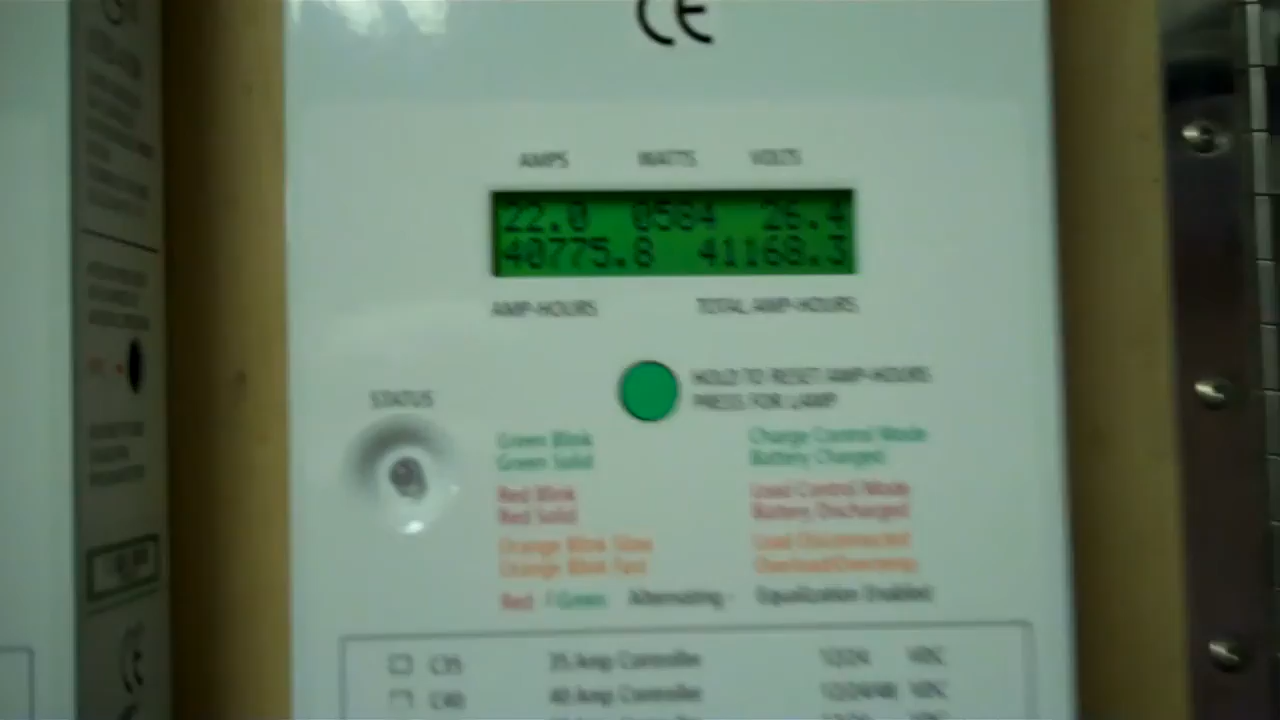 CE
AMPS WATTS VOLTS
22.0 0584 26.4
40775.8 41168.3
AMP-HOURS TOTAL AMP-HOURS
HOLD TO RESET AMP-HOURS
PRESS FOR LAMP
STATUS
Green Blink Charge Control Mode
Green Solid Battery Charged
Red Blink Load Control Mode
Red Solid Battery Discharged
Orange Blink Slow Load Disconnected
Orange Blink Fast Overload/Overtemp
Red / Green Alternating - Equalization Enabled
C35 35 Amp Controller 12/24 VDC
C40 40 Amp Controller 12/24/48 VDC